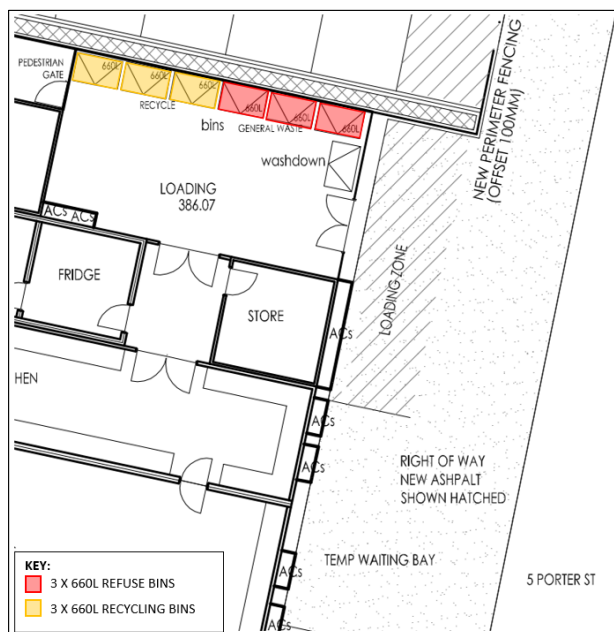 PEDESTRIAN
GATE
660L
660L
660L
660L
660L
660L
RECYCLE
bins
GENERAL WASTE
washdown
NEW PERIMETER FENCING
(OFFSET 100MM)
LOADING
386.07
ACs
ACs
FRIDGE
STORE
ACs
LOADING ZONE
HEN
ACs
ACs
RIGHT OF WAY
NEW ASHPALT
SHOWN HATCHED
TEMP WAITING BAY
ACs
5 PORTER ST
ACs
KEY:
3 X 660L REFUSE BINS
3 X 660L RECYCLING BINS